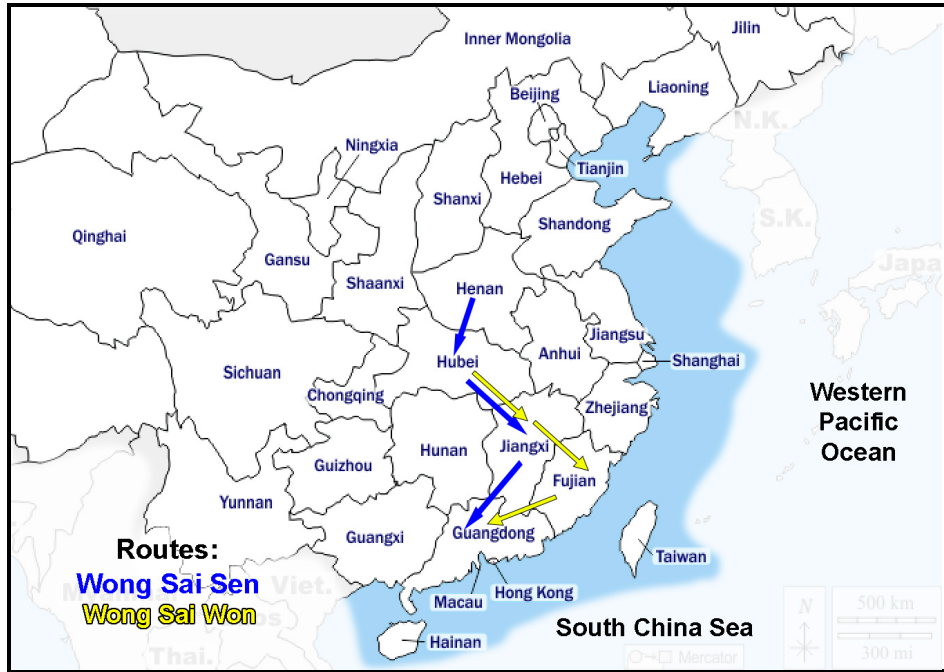 Jilin
Inner Mongolia
Liaoning
Beijing
N.K.
Ningxia
Tianjin
Hebei
Shanxi
Shandong
S.K.
Qinghai
Gansu
Japa
Shaanxi
Henan
Jiangsu
Anhui
Shanghai
Hubei
Sichuan
Chongqing
Zhejiang
Western
Pacific
Ocean
Hunan
Jiangxi
Guizhou
Fujian
Yunnan
Guangxi
Guangdong
Routes:
Wong Sai Sen
Wong Sai Won
Taiwan
Viet.
Hong Kong
Macau
South China Sea
Hainan
Thai.
N
500 km
300 mi
Mercator